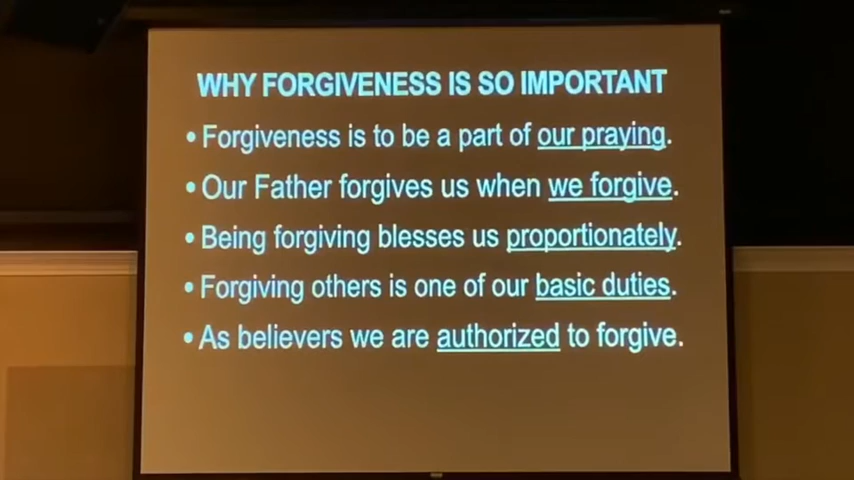 WHY FORGIVENESS IS SO IMPORTANT
• Forgiveness is to be a part of our praying.
• Our Father forgives us when we forgive.
• Being forgiving blesses us proportionately.
• Forgiving others is one of our basic duties.
• As believers we are authorized to forgive.